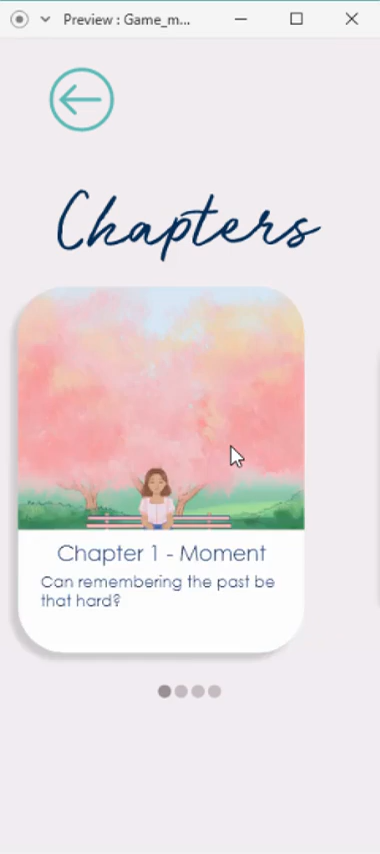 Preview : Game_m...
Chapters
Chapter 1 - Moment
Can remembering the past be
that hard?